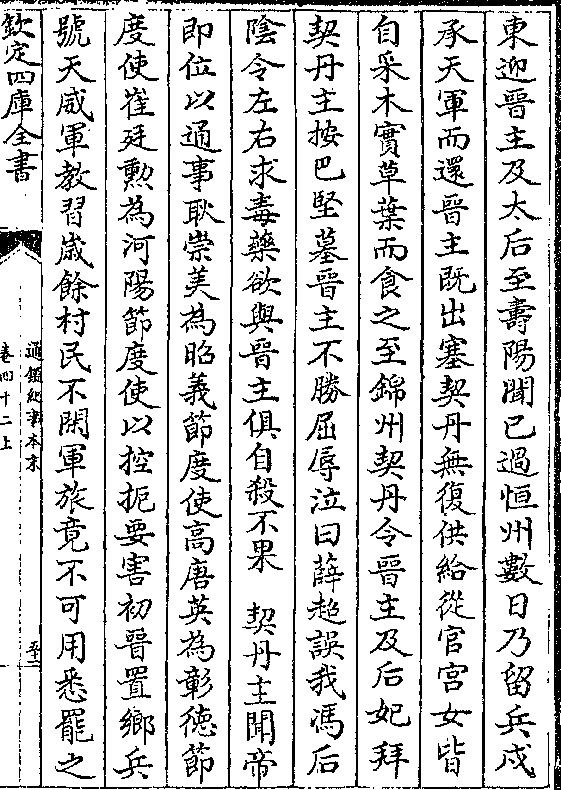 東迎晉主及太后至壽陽聞已過恒州數日乃留兵戍
承天軍而還晉主既出塞契丹無復供給從官宮女皆
自采木實草葉而食之至錦州契丹令晉主及后妃拜
契丹主按巴堅墓晉主不勝屈辱泣曰薛超誤我馮后
陰令左右求毒藥欲與晉主俱自殺不果　契丹主聞帝
即位以通事耿崇美為昭義節度使高唐英為彰德節
度使崔廷勲為河陽節度使以控扼要害初晉置鄉兵
號天威軍教習歲餘村民不閑軍旅竟不可用悉罷之
欽定四庫全書
通鑑紀事本末
卷四十二上